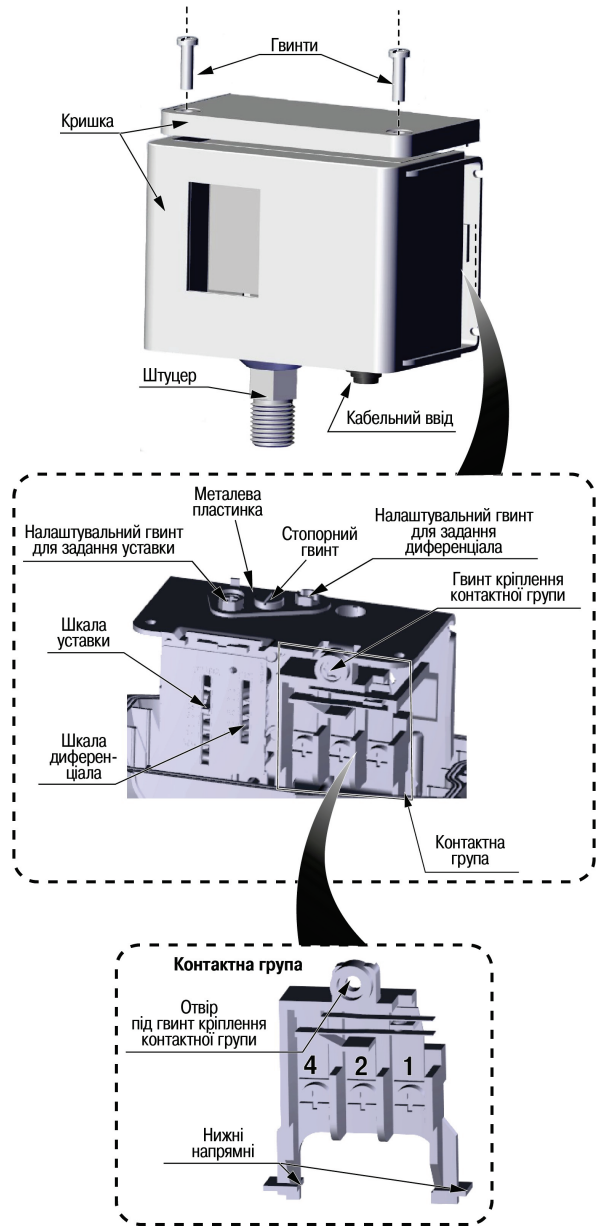 Гвинти
Кришка
Штуцер
Кабельний ввід
Металева
пластинка
Налаштувальний гвинт
для задання уставки
Стопорний
гвинт
Налаштувальний гвинт
для задання
диференціала
Гвинт кріплення
контактної групи
Шкала
уставки
Шкала
диферен-
ціала
Контактна
група
Контактна група
Отвір
під гвинт кріплення
контактної групи
4 2 1
Нижні
напрямні